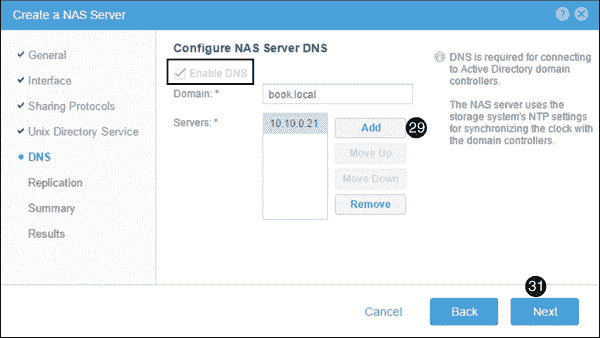 Create a NAS Server
General
Interface
Sharing Protocols
Unix Directory Service
DNS
Replication
Summary
Results
Configure NAS Server DNS
Enable DNS
Domain: * book.local
Servers: * 10.10.0.21
Add 29
Move Up
Move Down
Remove
DNS is required for connecting
to Active Directory domain
controllers.
The NAS server uses the
storage system's NTP settings
for synchronizing the clock with
the domain controllers.
31
Cancel Back Next